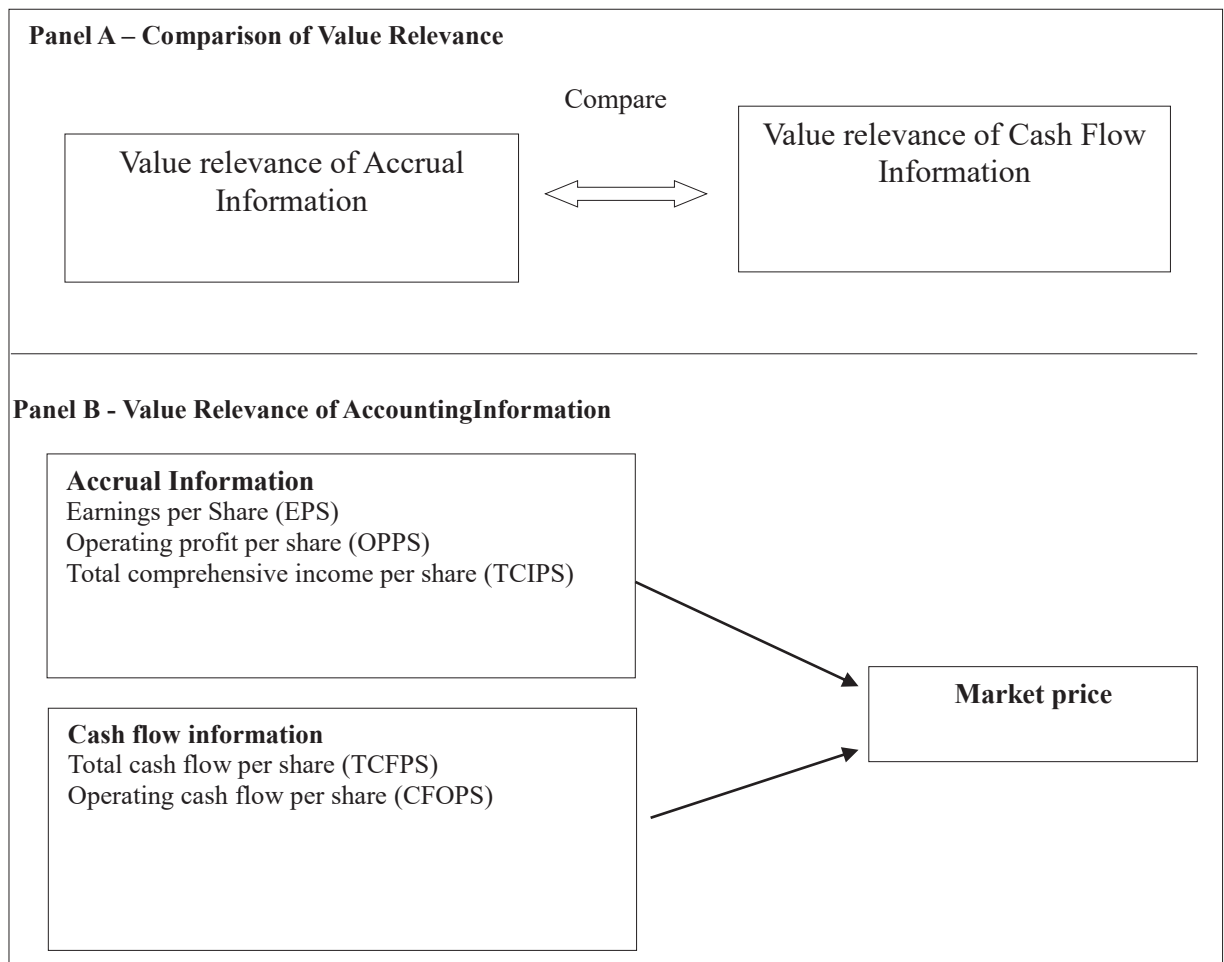 Panel A – Comparison of Value Relevance
Compare
Value relevance of Accrual
Information
Value relevance of Cash Flow
Information
Panel B - Value Relevance of AccountingInformation
Accrual Information
Earnings per Share (EPS)
Operating profit per share (OPPS)
Total comprehensive income per share (TCIPS)
Market price
Cash flow information
Total cash flow per share (TCFPS)
Operating cash flow per share (CFOPS)